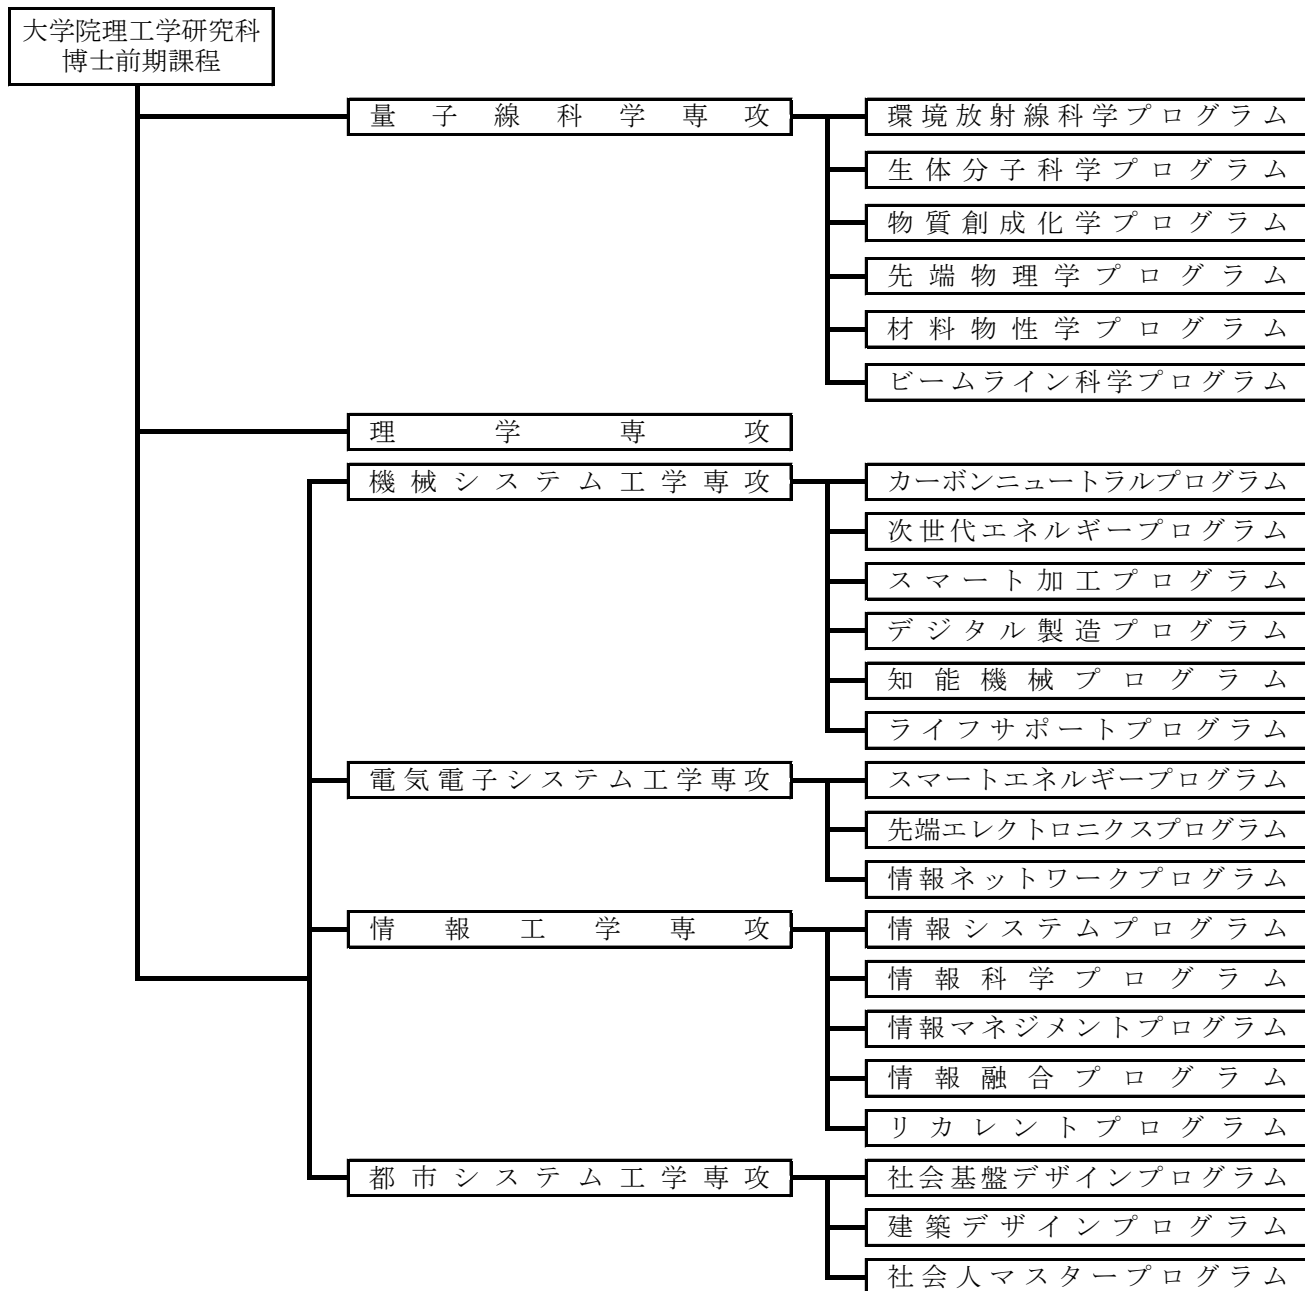 大学院理工学研究科
博士前期課程
量子線科学専攻
環境放射線科学プログラム
生体分子科学プログラム
物質創成化学プログラム
先端物理学プログラム
材料物性学プログラム
ビームライン科学プログラム
理学専攻
機械システム工学専攻
カーボンニュートラルプログラム
次世代エネルギープログラム
スマート加工プログラム
デジタル製造プログラム
知能機械プログラム
ライフサポートプログラム
電気電子システム工学専攻
スマートエネルギープログラム
先端エレクトロニクスプログラム
情報ネットワークプログラム
情報工学専攻
情報システムプログラム
情報科学プログラム
情報マネジメントプログラム
情報融合プログラム
リカレントプログラム
都市システム工学専攻
社会基盤デザインプログラム
建築デザインプログラム
社会人マスタープログラム